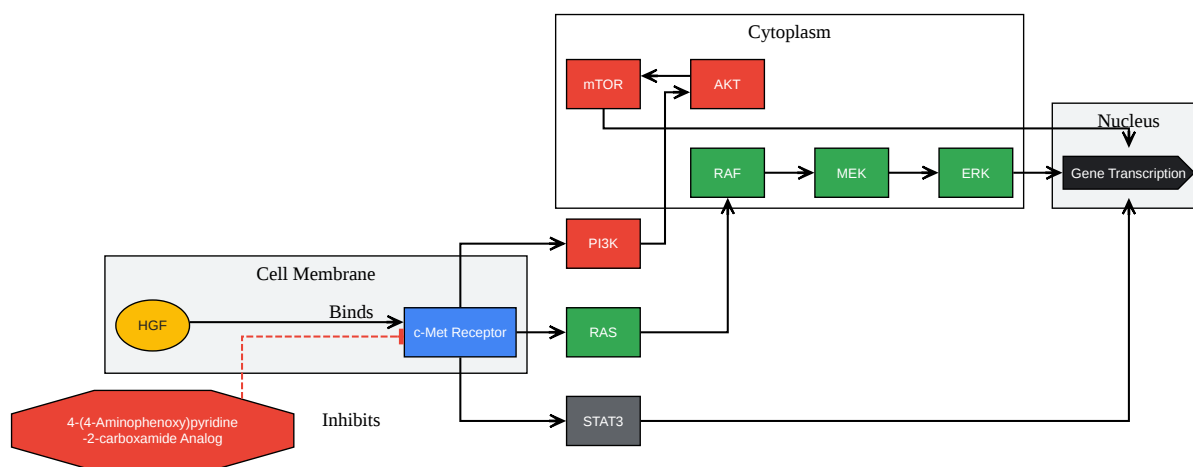 Cytoplasm
mTOR
AKT
Nucleus
RAF
MEK
ERK
Gene Transcription
PI3K
Cell Membrane
HGF
Binds
c-Met Receptor
RAS
4-(4-Aminophenoxy)pyridine
-2-carboxamide Analog
Inhibits
STAT3